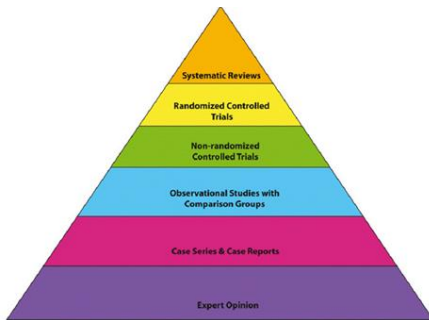 Systematic Reviews
Randomized Controlled
Trials
Non-randomized
Controlled Trials
Observational Studies with
Comparison Groups
Case Series & Case Reports
Expert Opinion